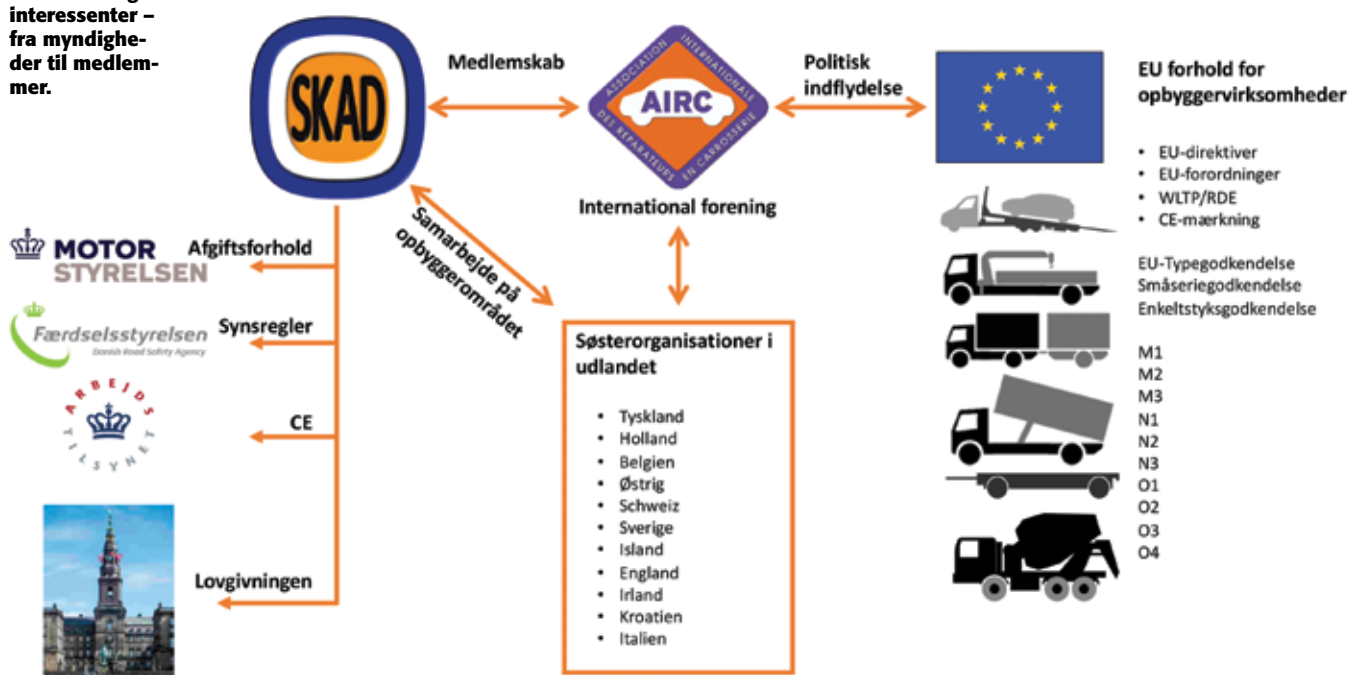 interessenter –
fra myndighe-
der til medlem-
mer.
SKAD
Medlemskab
ASSOCIATION INTERNATIONALE
AIRC
DES REPARATEURS EN CARROSSERIE
International forening
Politisk
indflydelse
EU forhold for
opbyggervirksomheder
• EU-direktiver
• EU-forordninger
• WLTP/RDE
• CE-mærkning
EU-Typegodkendelse
Småseriegodkendelse
Enkeltstyksgodkendelse
M1
M2
M3
N1
N2
N3
O1
O2
O3
O4
Samarbejde på
opbyggerområdet
MOTOR
STYRELSEN
Afgiftsforhold
Færdselsstyrelsen
Danish Road Safety Agency
Synsregler
ARBEJDS
TILSYNET
CE
Lovgivningen
Søsterorganisationer i
udlandet
• Tyskland
• Holland
• Belgien
• Østrig
• Schweiz
• Sverige
• Island
• England
• Irland
• Kroatien
• Italien